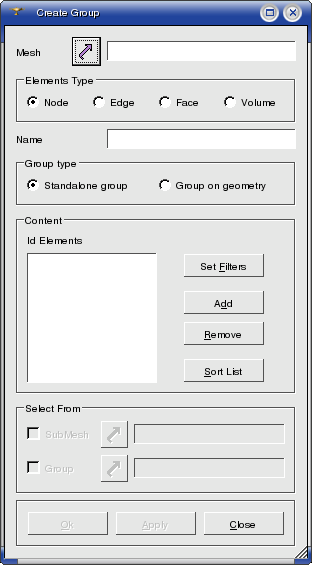 Create Group
Mesh
Elements Type
Node Edge Face Volume
Name
Group type
Standalone group Group on geometry
Content
Id Elements
Set Filters
Add
Remove
Sort List
Select From
SubMesh
Group
Ok Apply Close